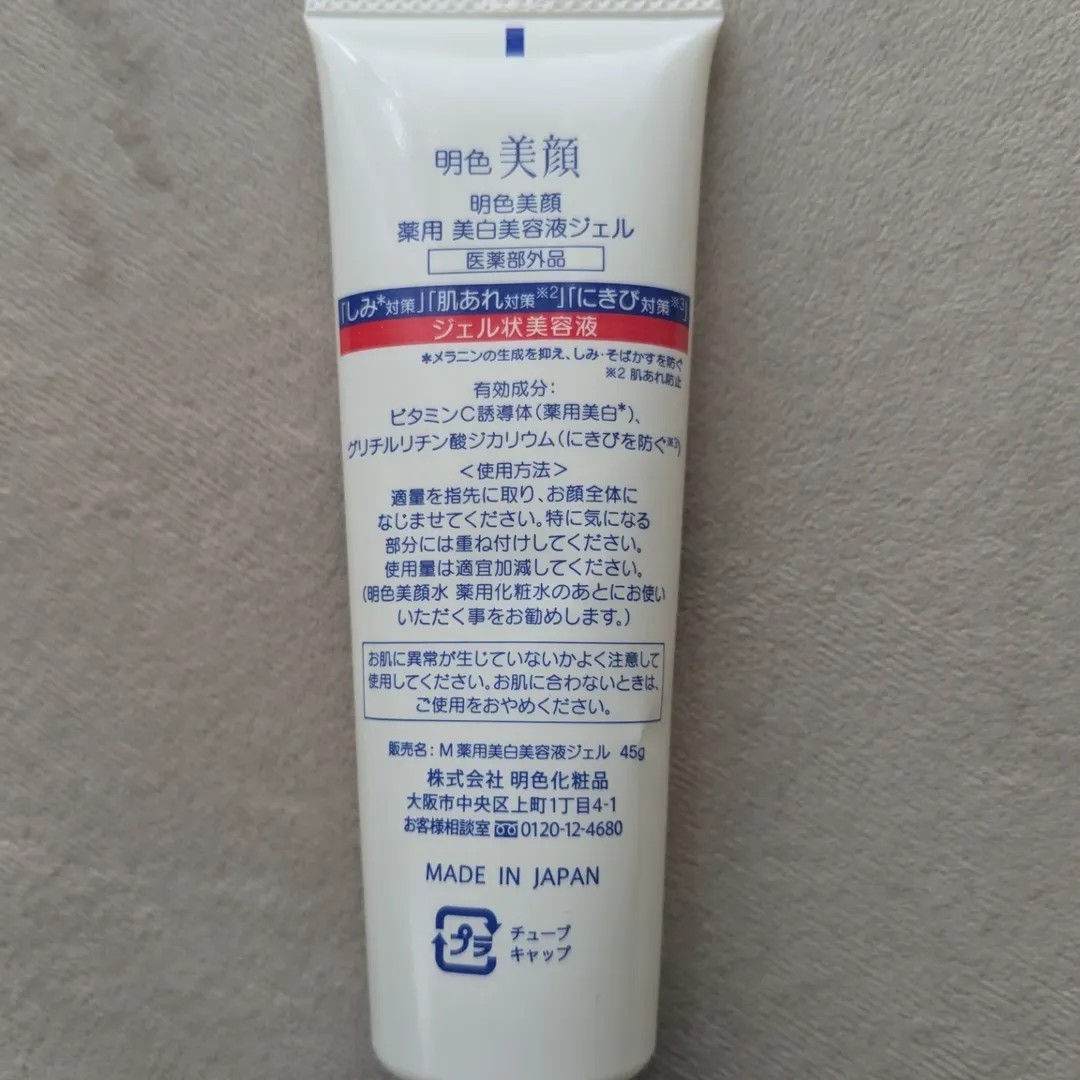 明色 美顔
明色美顔
薬用 美白美容液ジェル
医薬部外品
「しみ*対策」「肌あれ対策※2」「にきび対策※3」
ジェル状美容液
*メラニンの生成を抑え、しみ・そばかすを防ぐ
※2 肌あれ防止
有効成分:
ビタミンC誘導体(薬用美白*)、
グリチルリチン酸ジカリウム(にきびを防ぐ※3)
<使用方法>
適量を指先に取り、お顔全体に
なじませてください。特に気になる
部分には重ね付けしてください。
使用量は適宜加減してください。
(明色美顔水 薬用化粧水のあとにお使い
いただく事をお勧めします。)
お肌に異常が生じていないかよく注意して
使用してください。お肌に合わないときは、
ご使用をおやめください。
販売名:M薬用美白美容液ジェル 45g
株式会社 明色化粧品
大阪市中央区上町1丁目4-1
お客様相談室 0120-12-4680
MADE IN JAPAN
プラ
チューブ
キャップ